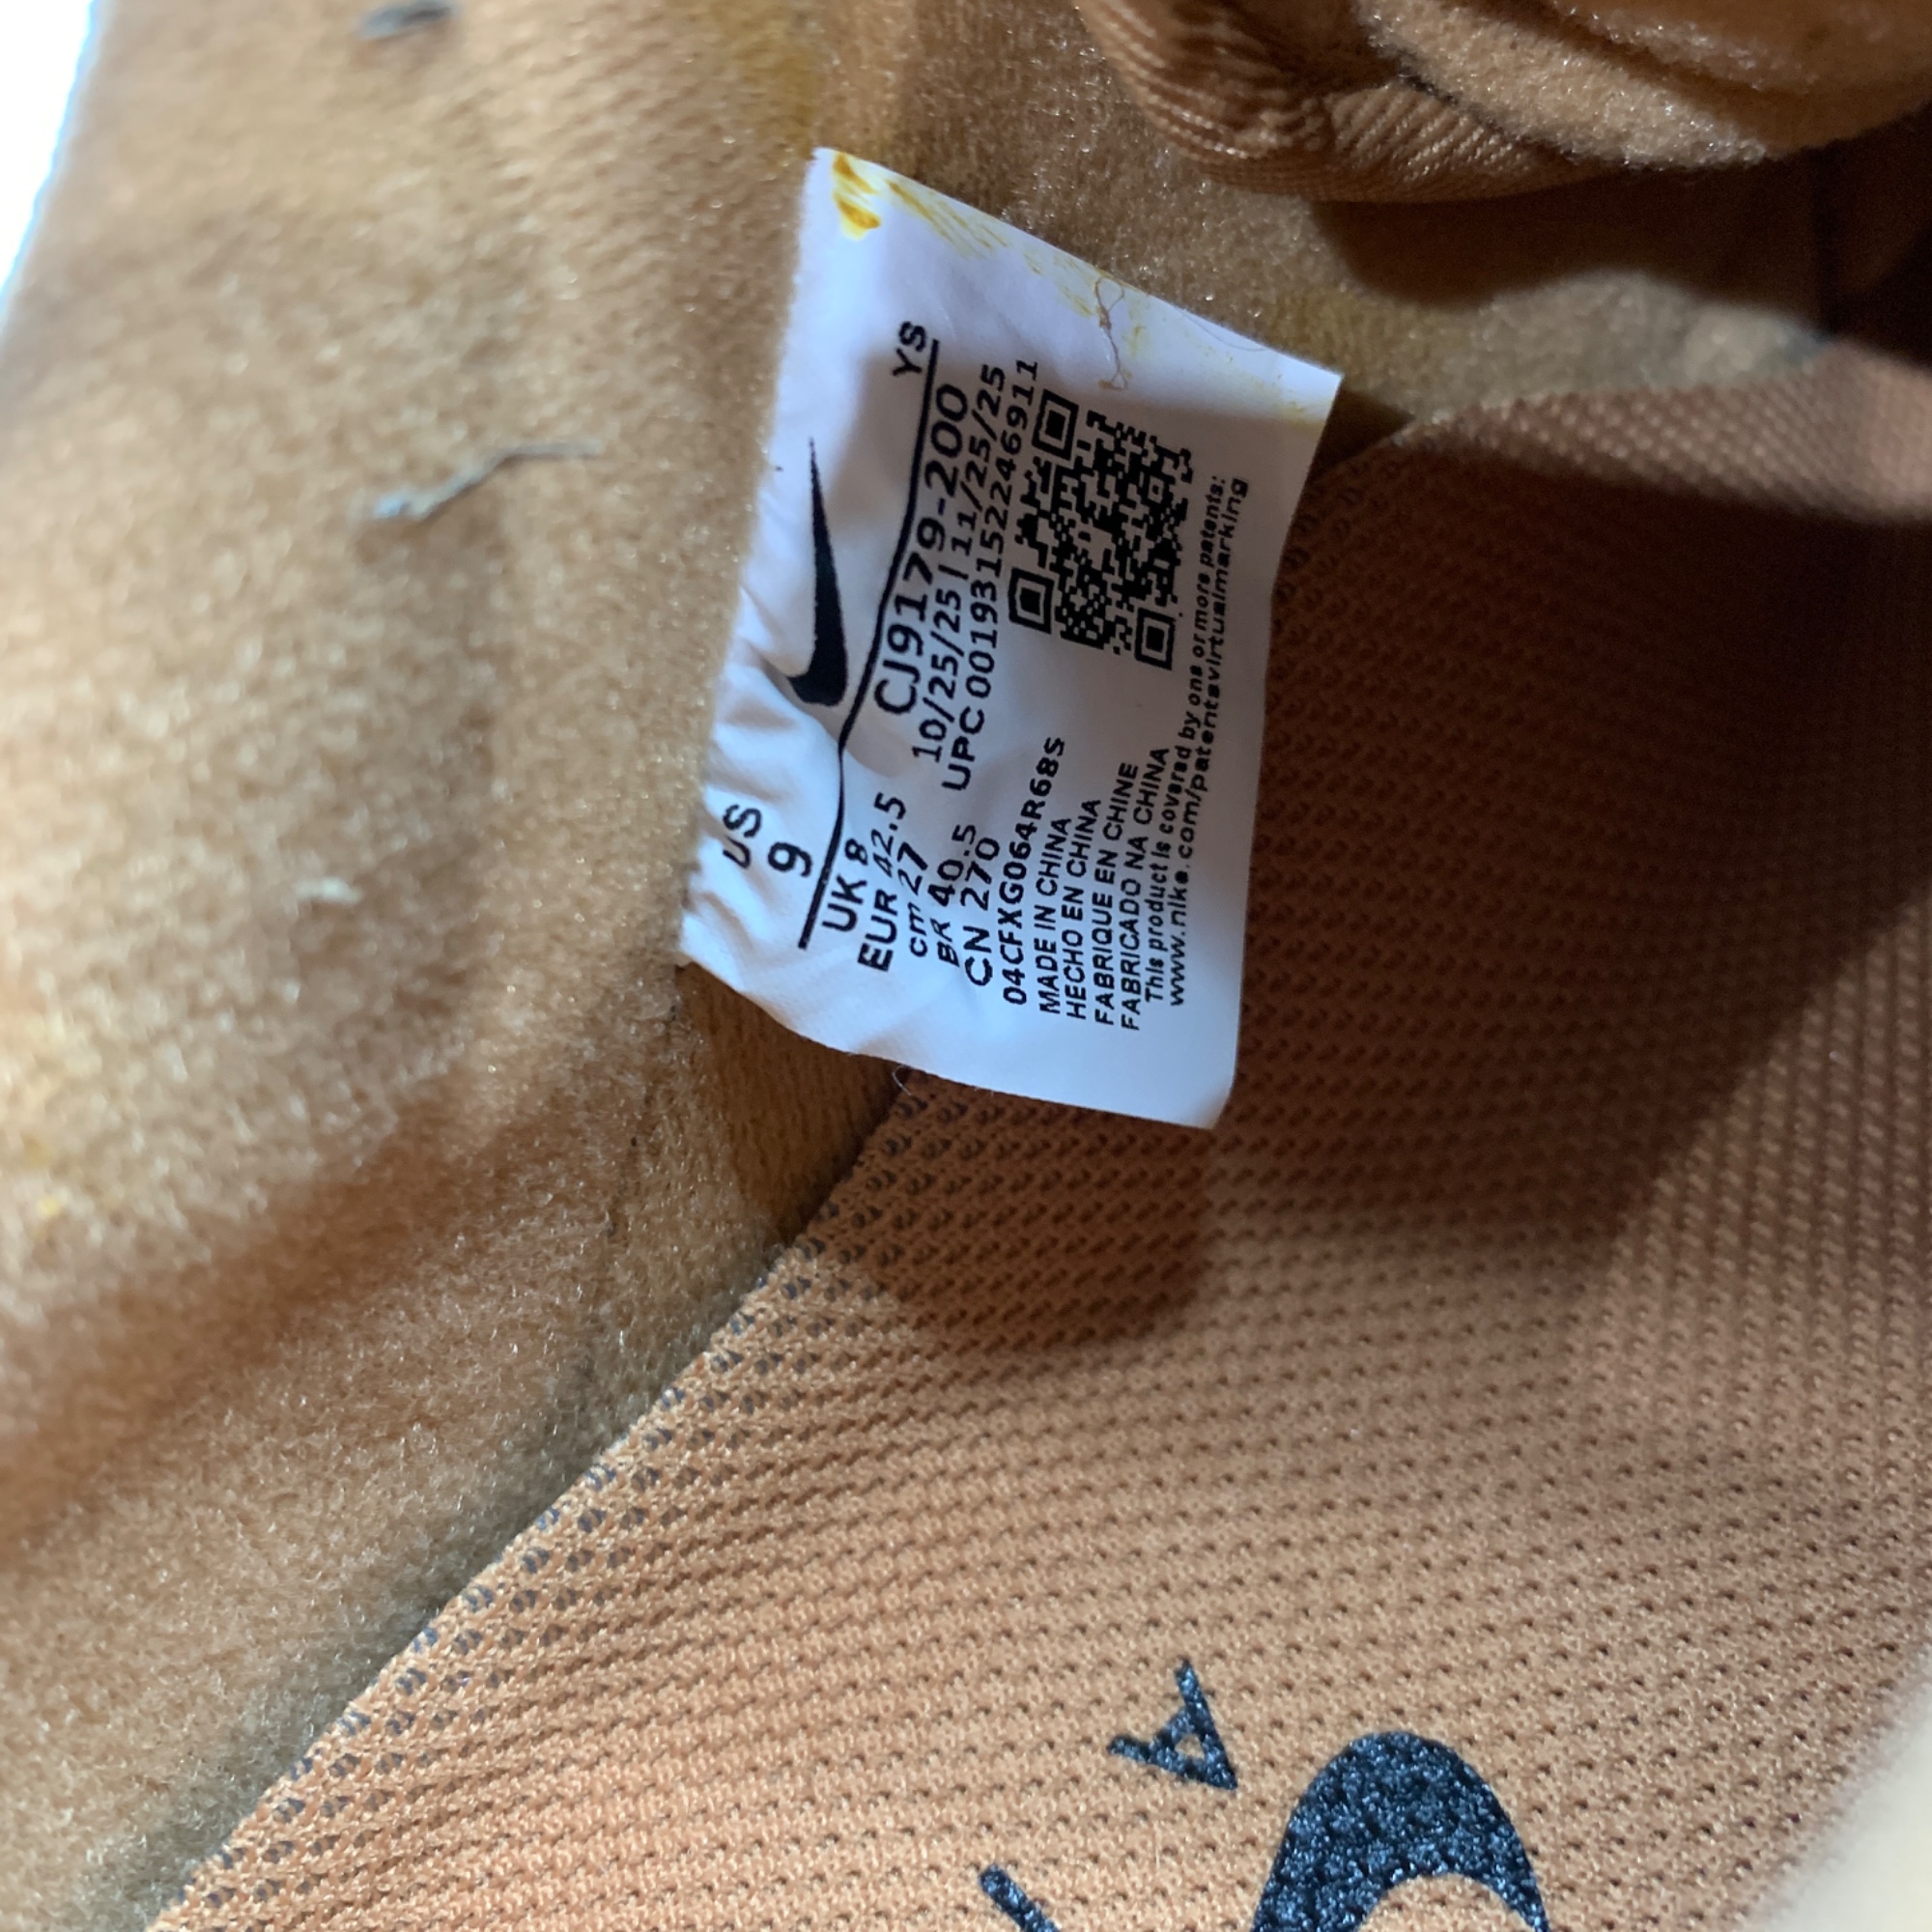 US
9
YS
UK 8
EUR 42.5
cm 27
BR 40.5
CN 270
CJ9179-200
10/25/25 | 11/25/25
UPC 00193152246911
04CFXG064R68S
MADE IN CHINA
HECHO EN CHINA
FABRIQUE EN CHINE
FABRICADO NA CHINA
This product is covered by one or more patents:
www.nike.com/patentsvirtualmarking
A